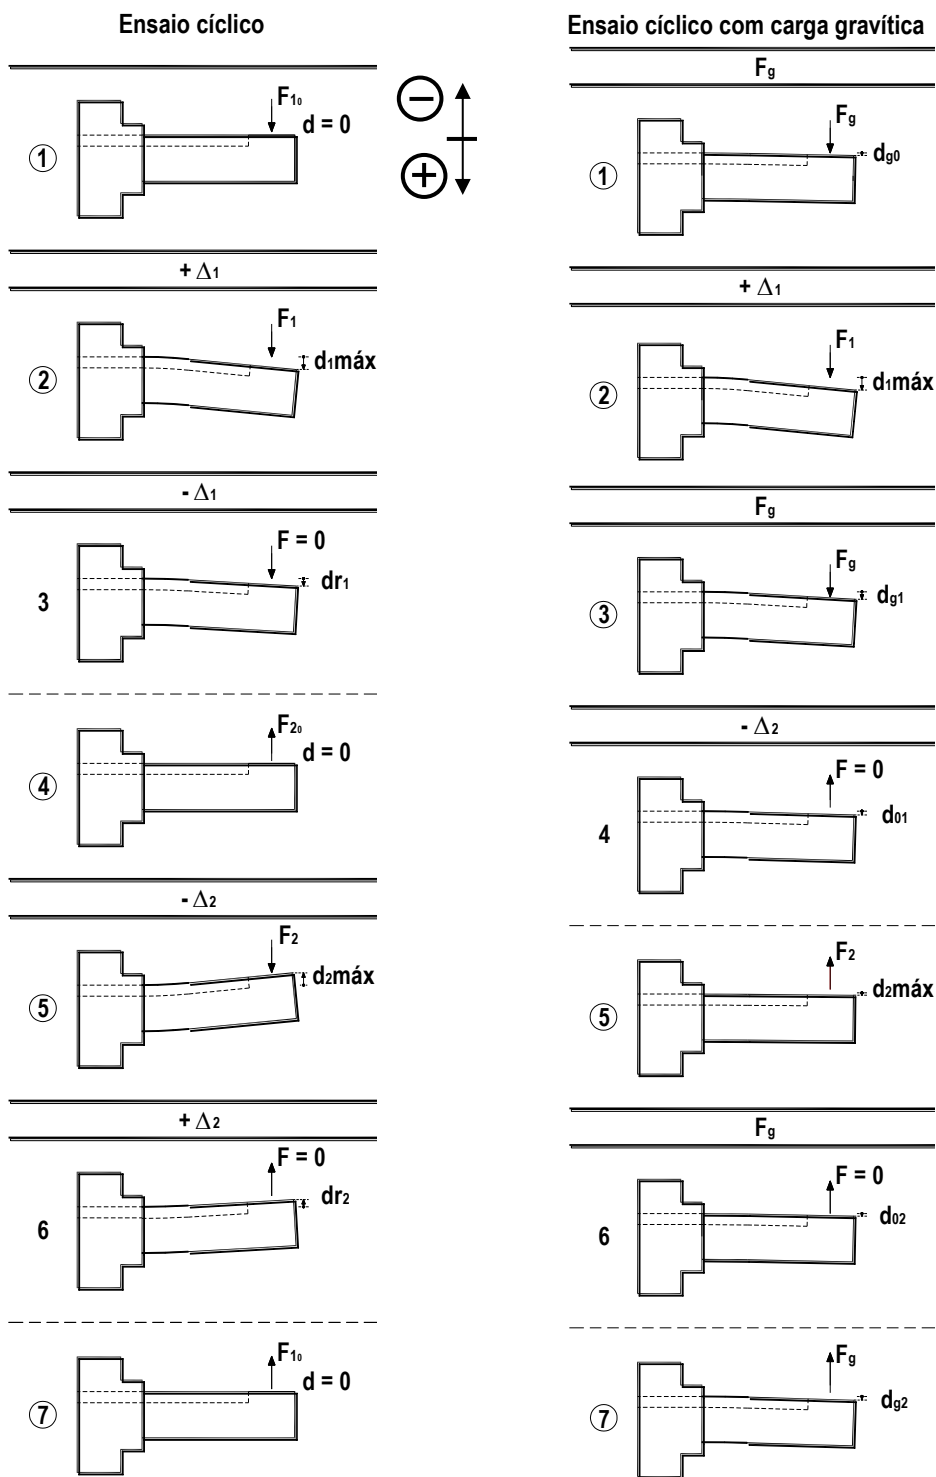 Ensaio cíclico
F1₀
d = 0
1
+ Δ1
F1
d1máx
2
- Δ1
F = 0
dr1
3
F2₀
d = 0
4
- Δ2
F2
d2máx
5
+ Δ2
F = 0
dr2
6
F1₀
d = 0
7
−
+
Ensaio cíclico com carga gravítica
Fg
Fg
dg0
1
+ Δ1
F1
d1máx
2
Fg
Fg
dg1
3
- Δ2
F = 0
d01
4
F2
d2máx
5
Fg
F = 0
d02
6
Fg
dg2
7